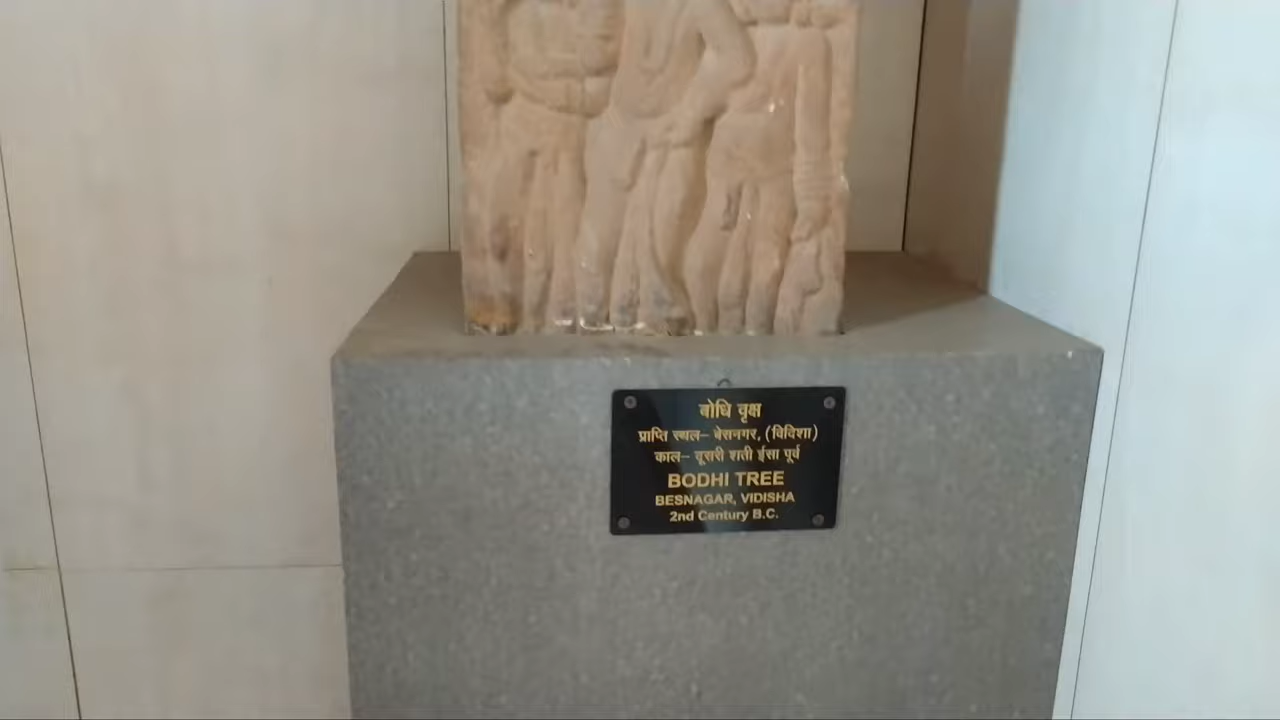 बोधि वृक्ष
प्राप्ति स्थल– बेसनगर, (विदिशा)
काल– दूसरी शती ईसा पूर्व
BODHI TREE
BESNAGAR, VIDISHA
2nd Century B.C.